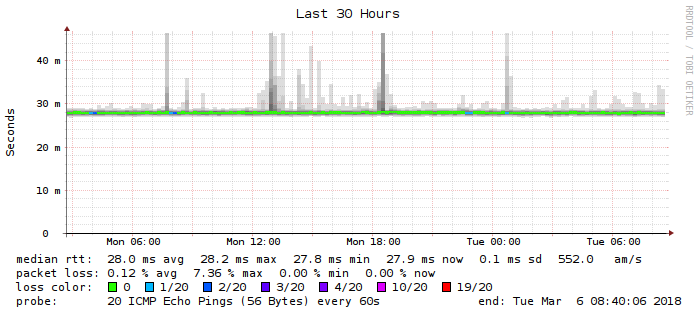 Last 30 Hours
RRDTOOL / TOBI OETIKER
Seconds
40 m
30 m
20 m
10 m
0
Mon 06:00 Mon 12:00 Mon 18:00 Tue 00:00 Tue 06:00
median rtt: 28.0 ms avg 28.2 ms max 27.8 ms min 27.9 ms now 0.1 ms sd 552.0 am/s
packet loss: 0.12 % avg 7.36 % max 0.00 % min 0.00 % now
loss color: 0 1/20 2/20 3/20 4/20 10/20 19/20
probe: 20 ICMP Echo Pings (56 Bytes) every 60s end: Tue Mar 6 08:40:06 2018